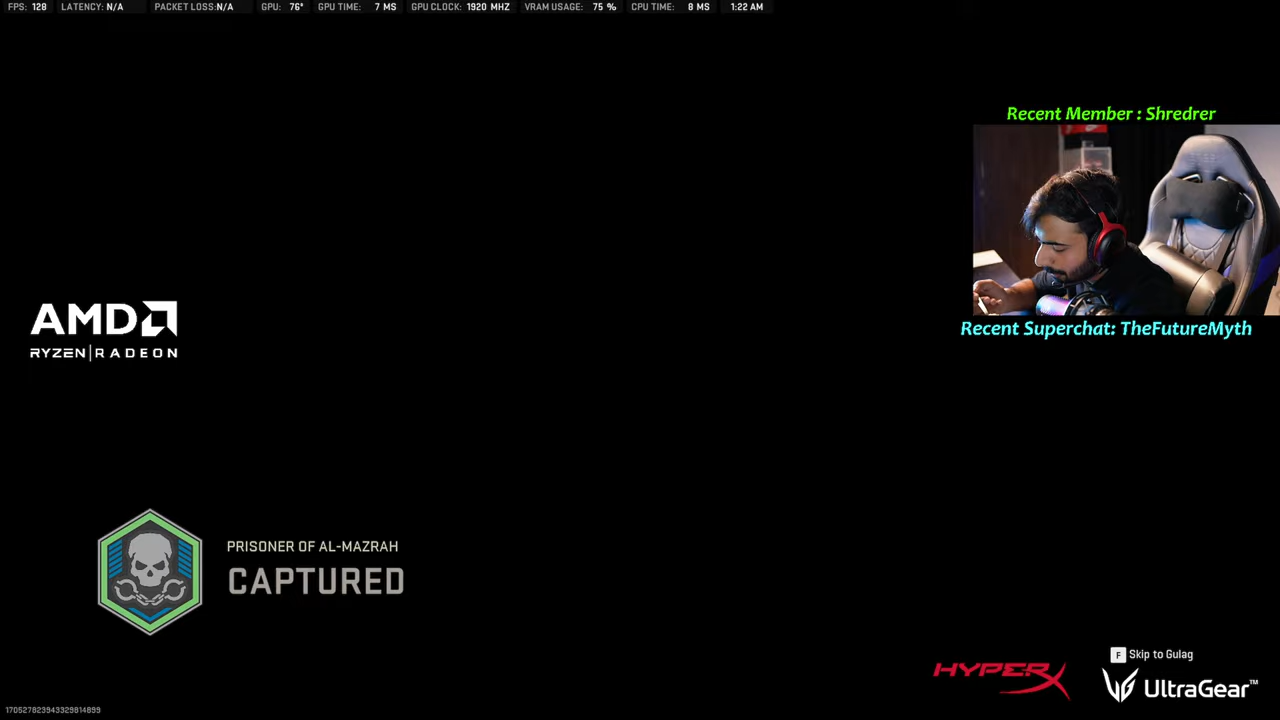 FPS: 128 LATENCY: N/A PACKET LOSS:N/A GPU: 76° GPU TIME: 7 MS GPU CLOCK: 1920 MHZ VRAM USAGE: 75 % CPU TIME: 8 MS 1:22 AM
Recent Member : Shredrer
Recent Superchat: TheFutureMyth
AMD
RYZEN|RADEON
PRISONER OF AL-MAZRAH
CAPTURED
F Skip to Gulag
HYPERX
UltraGear™
170527823943329814899